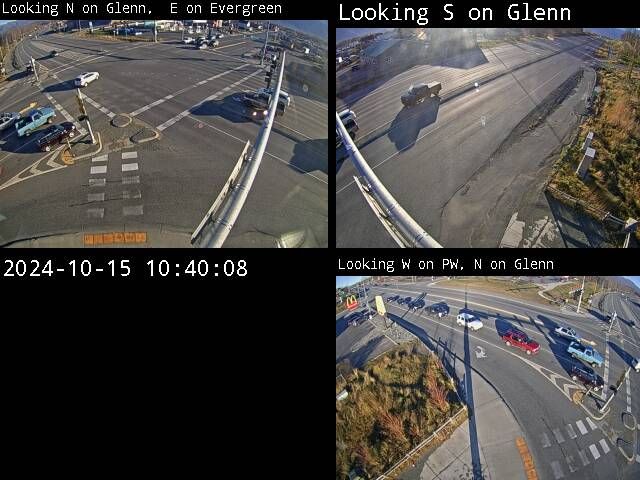 Looking N on Glenn, E on Evergreen
Looking S on Glenn
2024-10-15 10:40:08
Looking W on PW, N on Glenn